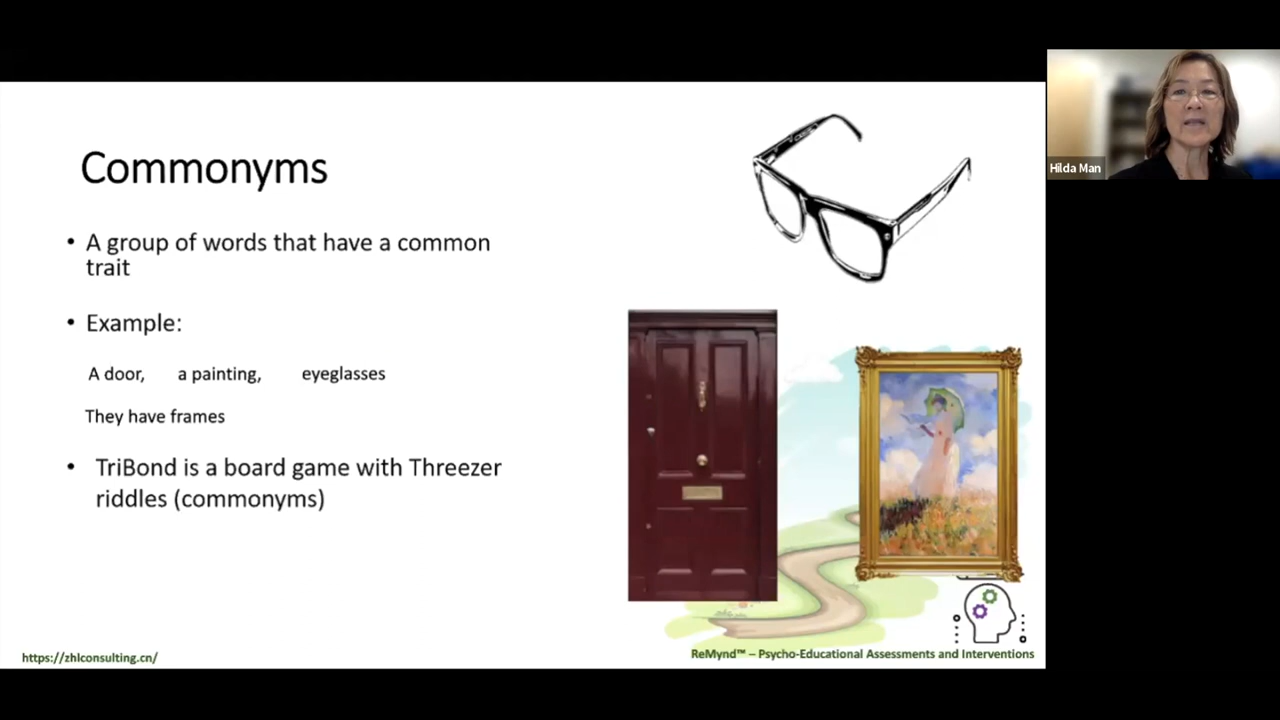 Commonyms
• A group of words that have a common
trait
• Example:
A door, a painting, eyeglasses
They have frames
• TriBond is a board game with Threezer
riddles (commonyms)
https://zhlconsulting.cn/
ReMynd™ – Psycho-Educational Assessments and Interventions
Hilda Man